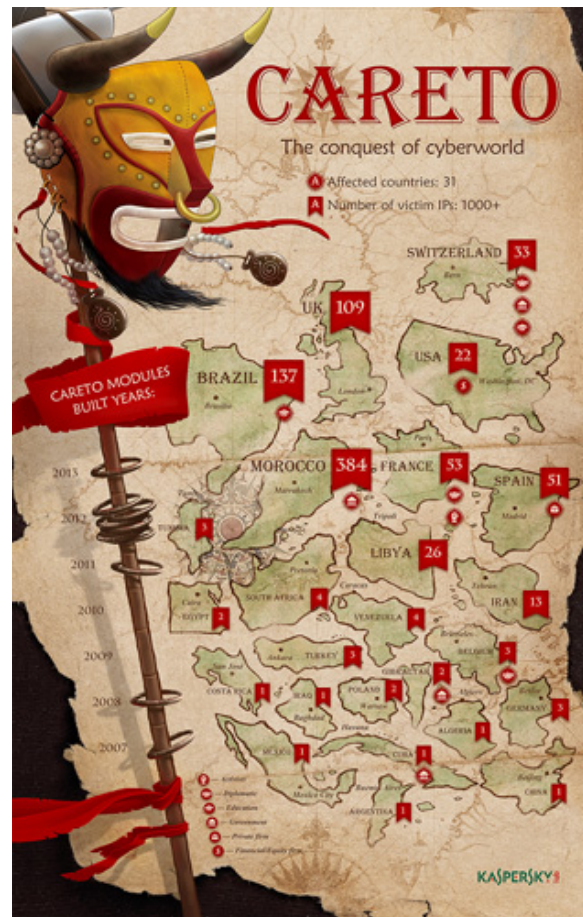 CARETO
The conquest of cyberworld
A Affected countries: 31
A Number of victim IPs: 1000+
SWITZERLAND 33
Bern
UK 109
London
USA 22
Washington, DC
CARETO MODULES
BUILT YEARS:
BRAZIL 137
Brasilia
Paris
2013
MOROCCO 384
Marrakech
FRANCE 53
SPAIN 51
Madrid
2012
TUNISIA 3
Tripoli
LIBYA 26
2011
Pretoria
SOUTH AFRICA 4
Caracas
VENEZUELA 4
Tehran
IRAN 13
Cairo
EGYPT 2
2010
2009
Ankara
TURKEY 3
Brussels
BELGIUM 3
San José
COSTA RICA 1
IRAQ 1
Baghdad
POLAND 2
Warsaw
GIBRALTAR 2
Algiers
ALGERIA 1
Berlin
GERMANY 3
2008
2007
Havana
MEXICO 1
Mexico City
CUBA 1
Buenos Aires
ARGENTINA 1
Beijing
CHINA 1
— Diplomatic
— Education
— Government
— Private firm
— Financial/Equity firm
KASPERSKY